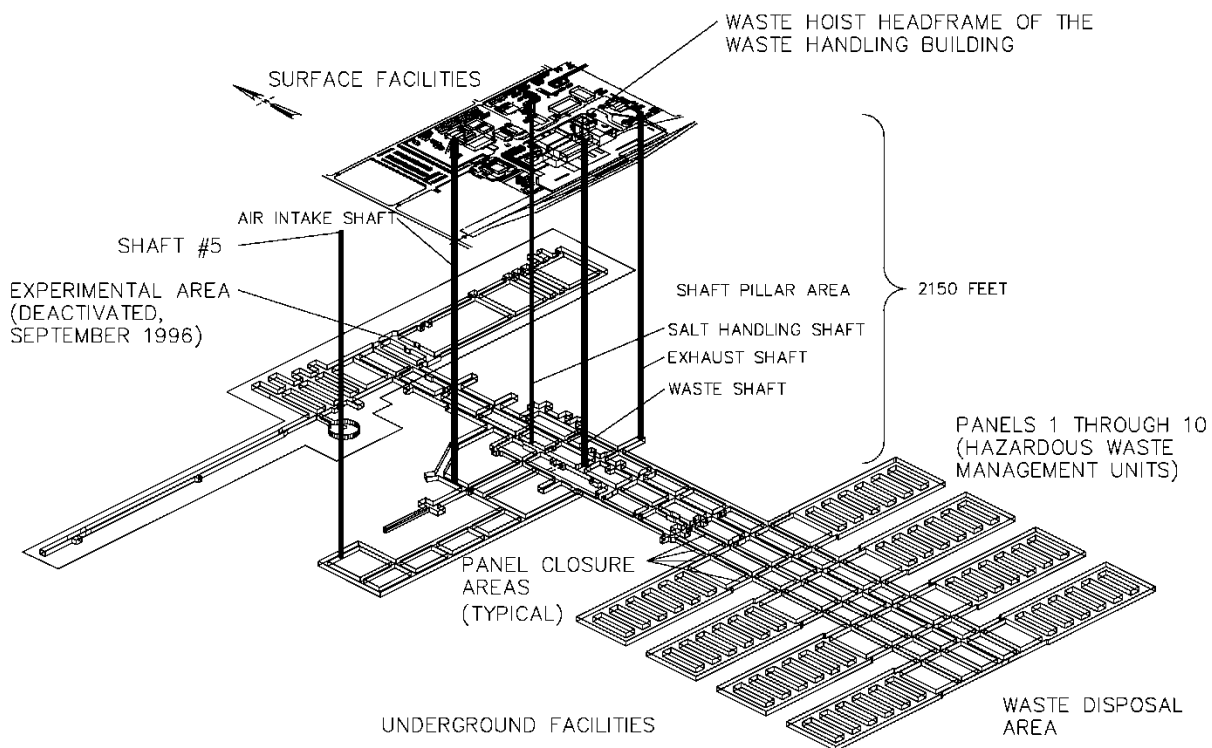 WASTE HOIST HEADFRAME OF THE
WASTE HANDLING BUILDING
SURFACE FACILITIES
AIR INTAKE SHAFT
SHAFT #5
EXPERIMENTAL AREA
(DEACTIVATED,
SEPTEMBER 1996)
SHAFT PILLAR AREA
2150 FEET
SALT HANDLING SHAFT
EXHAUST SHAFT
WASTE SHAFT
PANELS 1 THROUGH 10
(HAZARDOUS WASTE
MANAGEMENT UNITS)
PANEL CLOSURE
AREAS
(TYPICAL)
WASTE DISPOSAL
AREA
UNDERGROUND FACILITIES